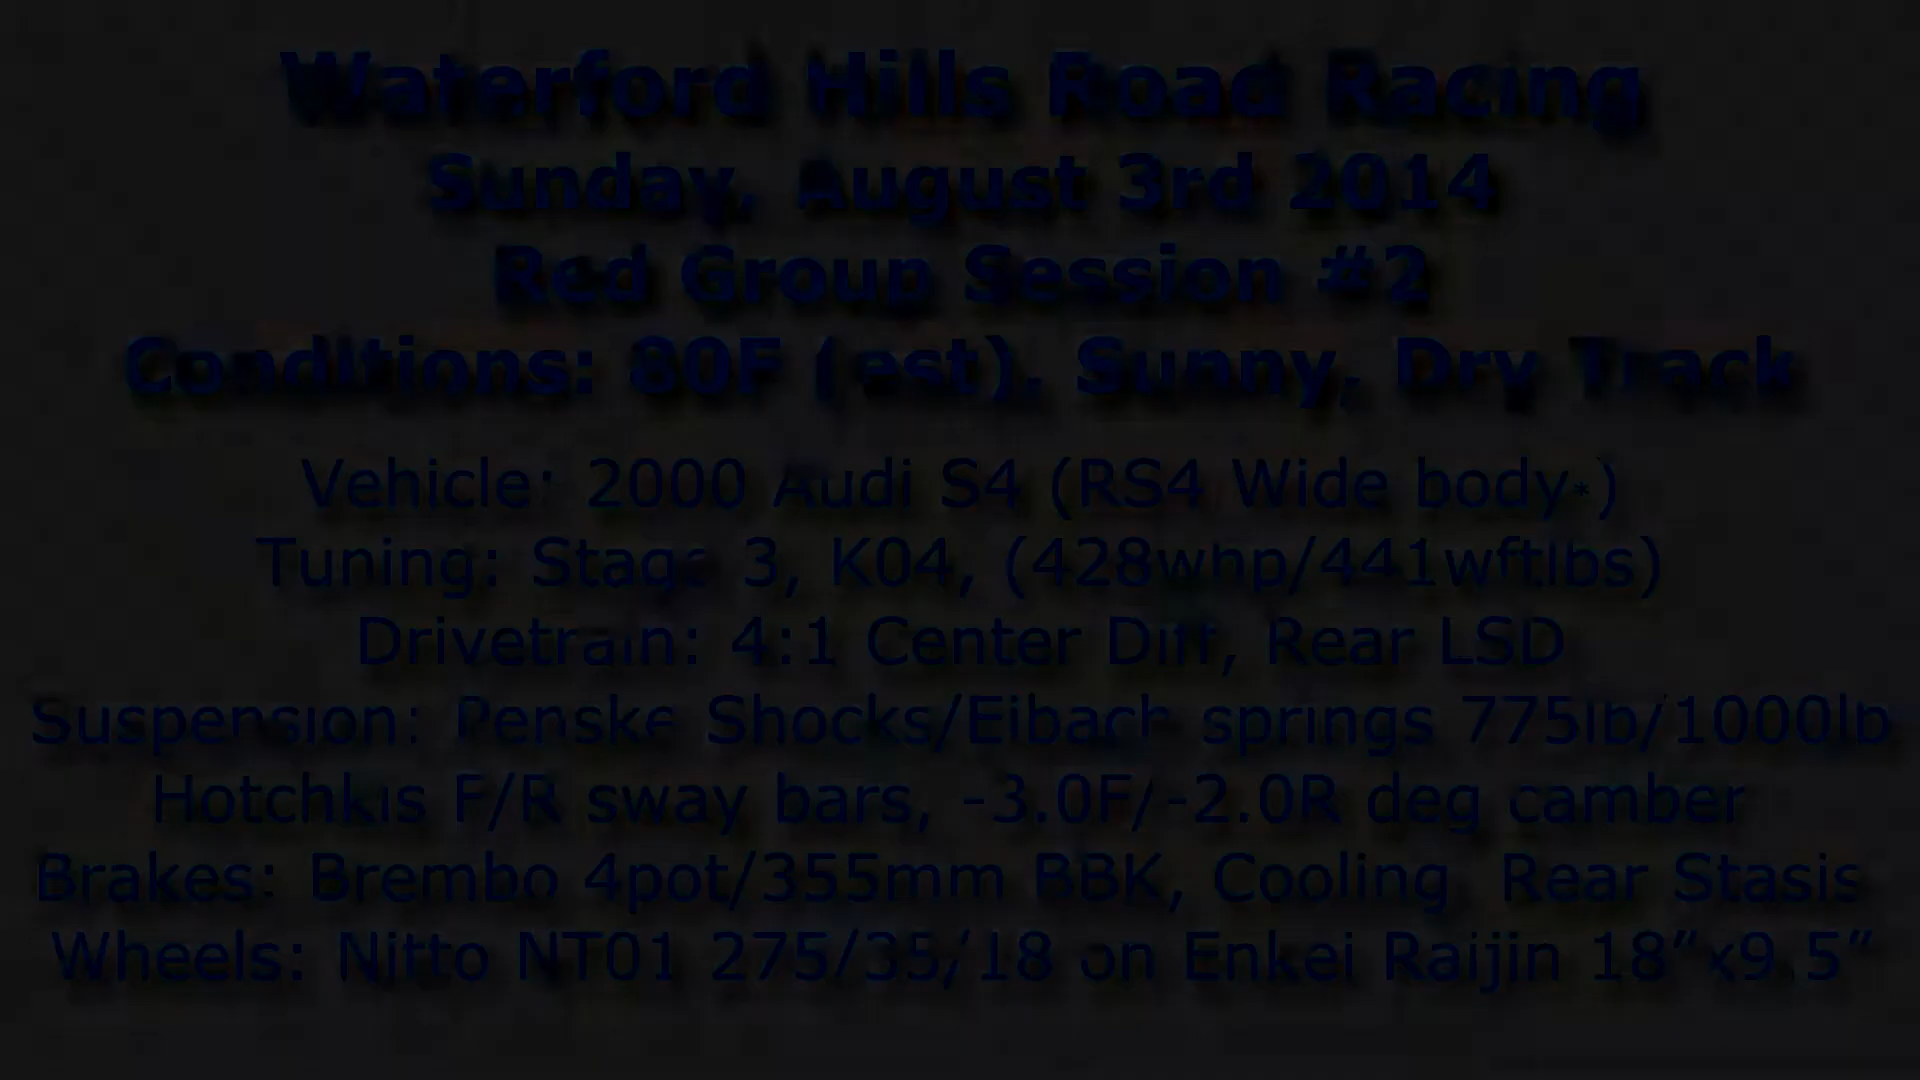 Waterford Hills Road Racing
Sunday, August 3rd 2014
Red Group Session #2
Conditions: 80F (est), Sunny, Dry Track
Vehicle: 2000 Audi S4 (RS4 Wide body*)
Tuning: Stage 3, K04, (428whp/441wftlbs)
Drivetrain: 4:1 Center Diff, Rear LSD
Suspension: Penske Shocks/Eibach springs 775lb/1000lb
Hotchkis F/R sway bars, -3.0F/-2.0R deg camber
Brakes: Brembo 4pot/355mm BBK, Cooling, Rear Stasis
Wheels: Nitto NT01 275/35/18 on Enkei Raijin 18”x9.5”